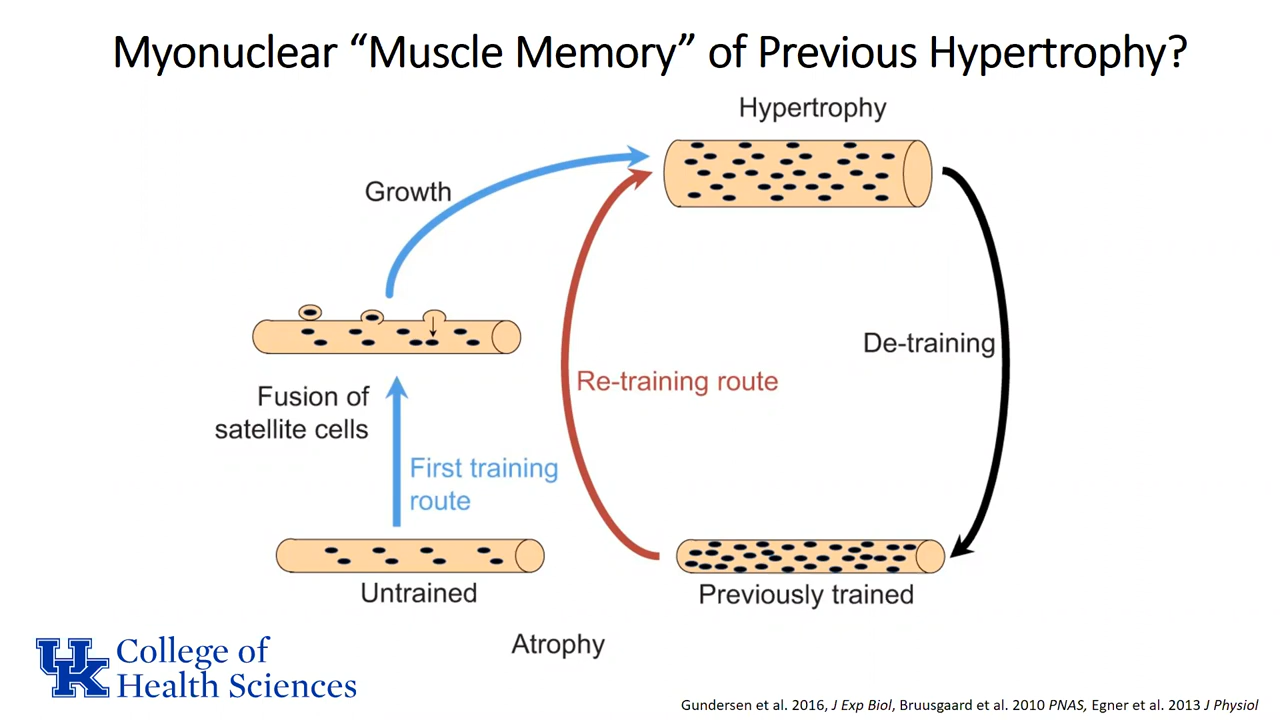 Myonuclear “Muscle Memory” of Previous Hypertrophy?
Hypertrophy
Growth
De-training
Re-training route
Fusion of
satellite cells
First training
route
Untrained
Previously trained
Atrophy
UK
College of
Health Sciences
Gundersen et al. 2016, J Exp Biol, Bruusgaard et al. 2010 PNAS, Egner et al. 2013 J Physiol